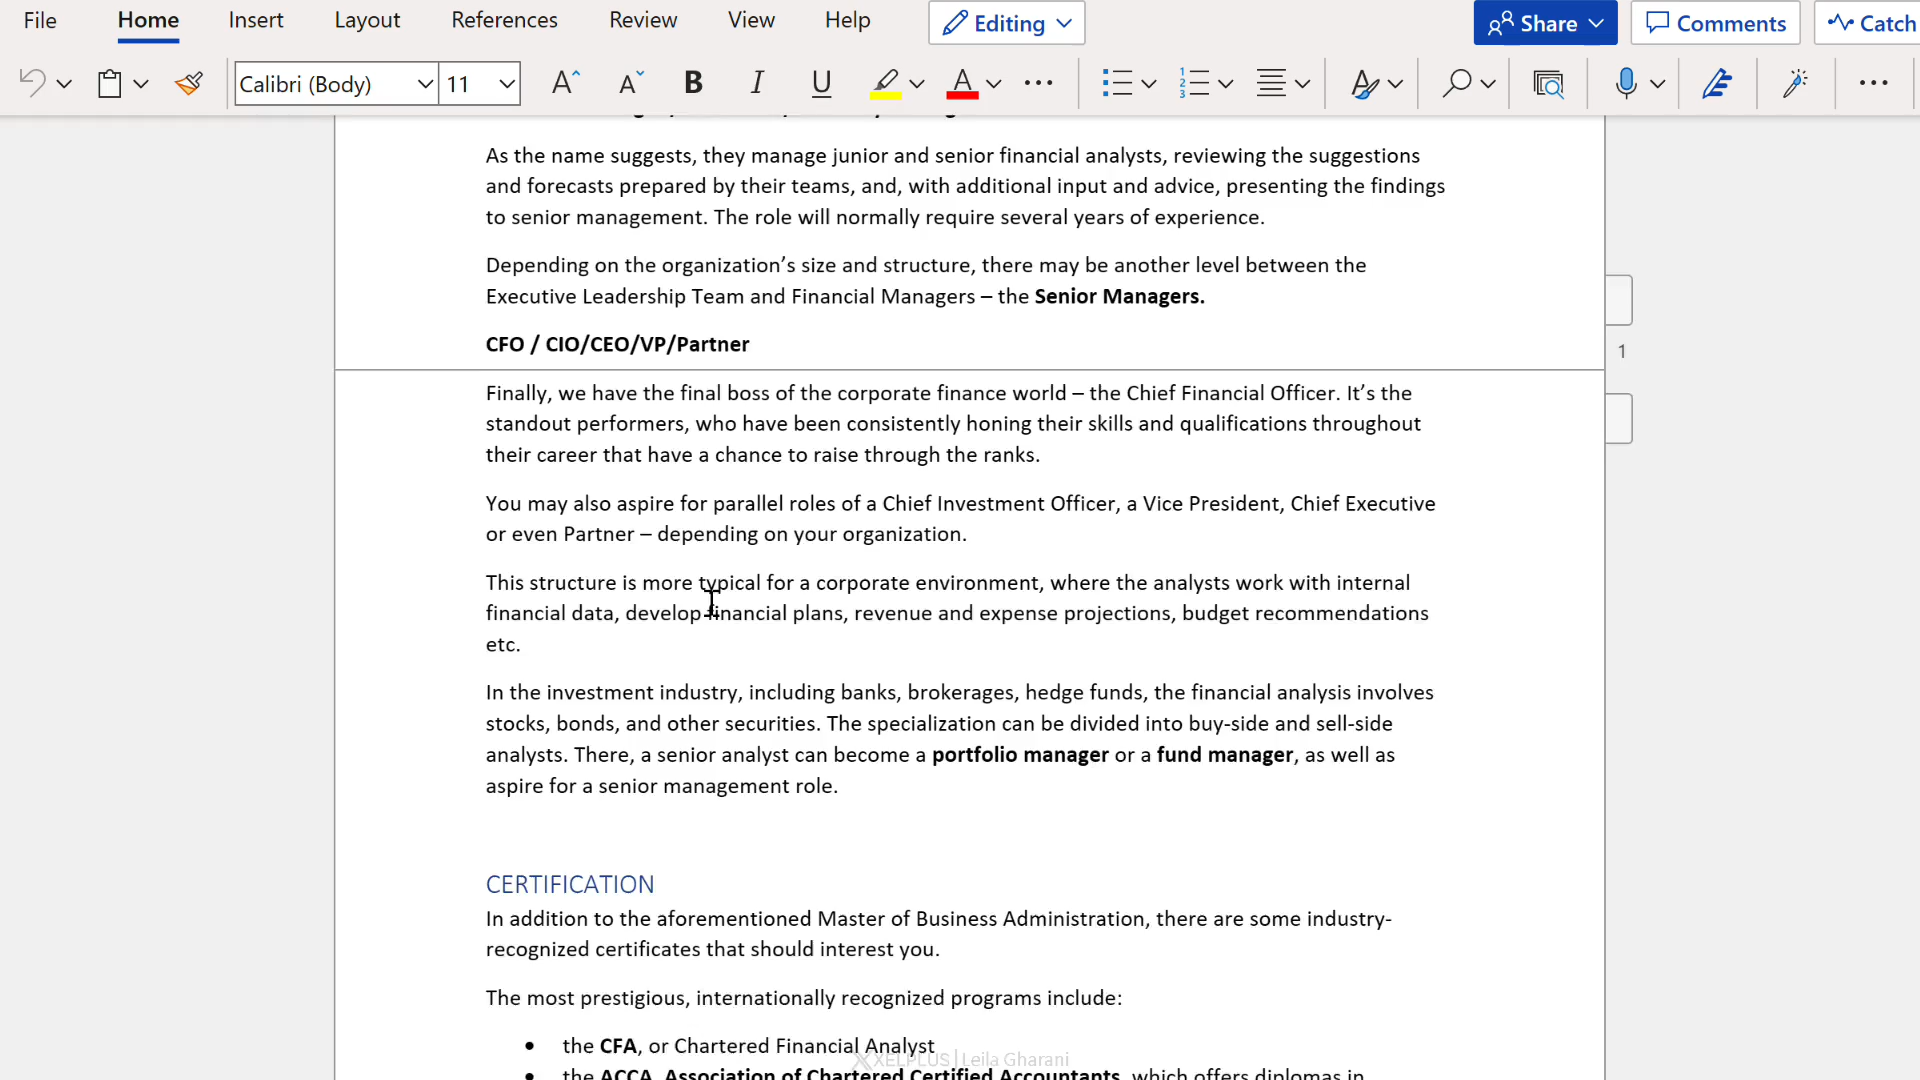 File Home Insert Layout References Review View Help Editing Share Comments Catch
Calibri (Body) 11 A A B I U A
As the name suggests, they manage junior and senior financial analysts, reviewing the suggestions
and forecasts prepared by their teams, and, with additional input and advice, presenting the findings
to senior management. The role will normally require several years of experience.
Depending on the organization’s size and structure, there may be another level between the
Executive Leadership Team and Financial Managers – the Senior Managers.
CFO / CIO/CEO/VP/Partner
1
Finally, we have the final boss of the corporate finance world – the Chief Financial Officer. It’s the
standout performers, who have been consistently honing their skills and qualifications throughout
their career that have a chance to raise through the ranks.
You may also aspire for parallel roles of a Chief Investment Officer, a Vice President, Chief Executive
or even Partner – depending on your organization.
This structure is more typical for a corporate environment, where the analysts work with internal
financial data, develop financial plans, revenue and expense projections, budget recommendations
etc.
In the investment industry, including banks, brokerages, hedge funds, the financial analysis involves
stocks, bonds, and other securities. The specialization can be divided into buy-side and sell-side
analysts. There, a senior analyst can become a portfolio manager or a fund manager, as well as
aspire for a senior management role.
CERTIFICATION
In addition to the aforementioned Master of Business Administration, there are some industry-
recognized certificates that should interest you.
The most prestigious, internationally recognized programs include:
• the CFA, or Chartered Financial Analyst
XELPLUS | Leila Gharani
• the ACCA, Association of Chartered Certified Accountants, which offers diplomas in